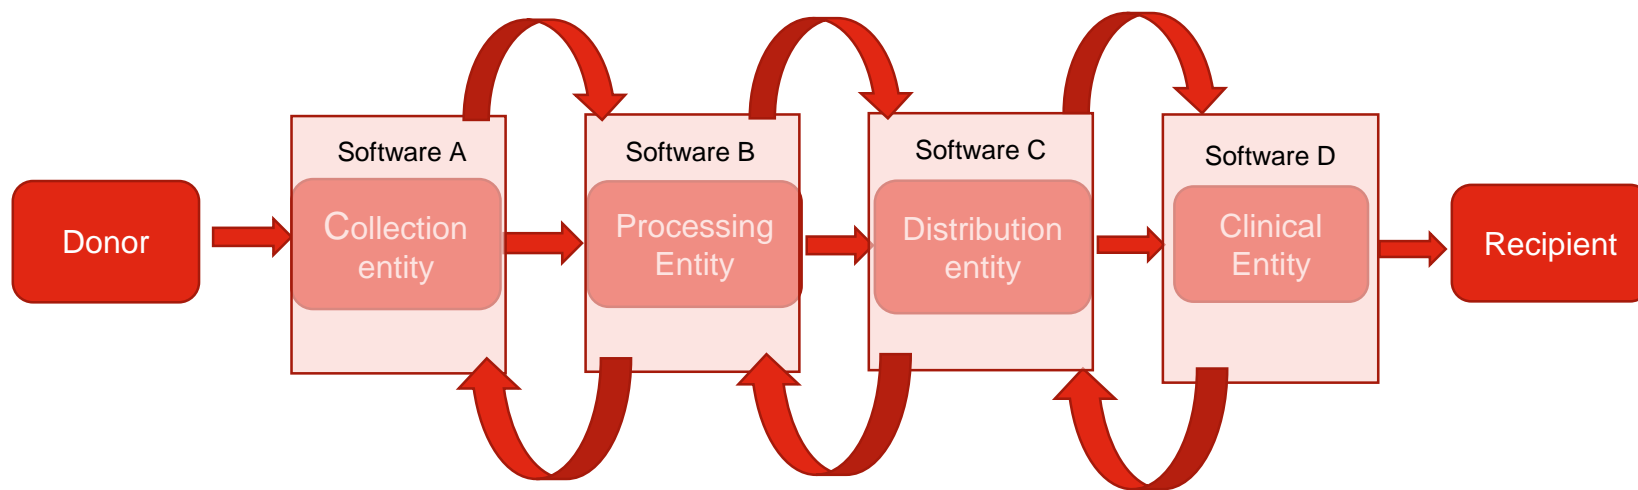 Donor
Software A
Collection
entity
Software B
Processing
Entity
Software C
Distribution
entity
Software D
Clinical
Entity
Recipient